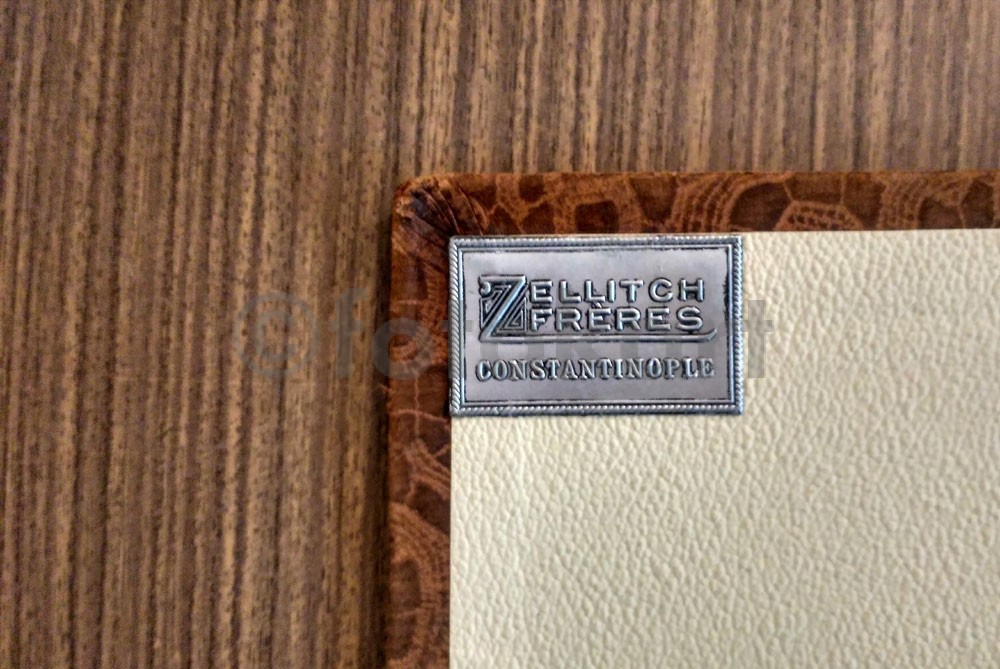 ZELLITCH
FRÈRES
CONSTANTINOPLE